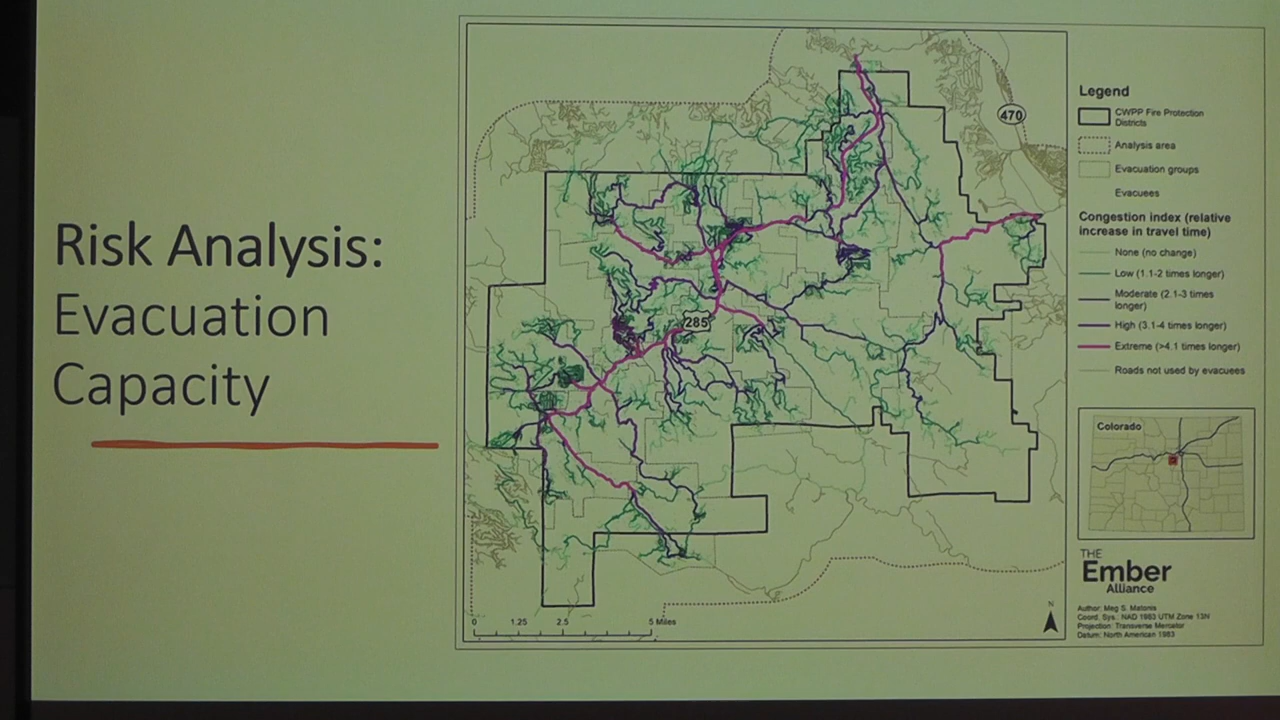 Risk Analysis:
Evacuation
Capacity
470
285
0 1.25 2.5 5 Miles
N
Legend
CWPP Fire Protection
Districts
Analysis area
Evacuation groups
Evacuees
Congestion index (relative
increase in travel time)
None (no change)
Low (1.1-2 times longer)
Moderate (2.1-3 times
longer)
High (3.1-4 times longer)
Extreme (>4.1 times longer)
Roads not used by evacuees
Colorado
THE
Ember
Alliance
Author: Meg S. Matonis
Coord. Sys.: NAD 1983 UTM Zone 13N
Projection: Transverse Mercator
Datum: North American 1983